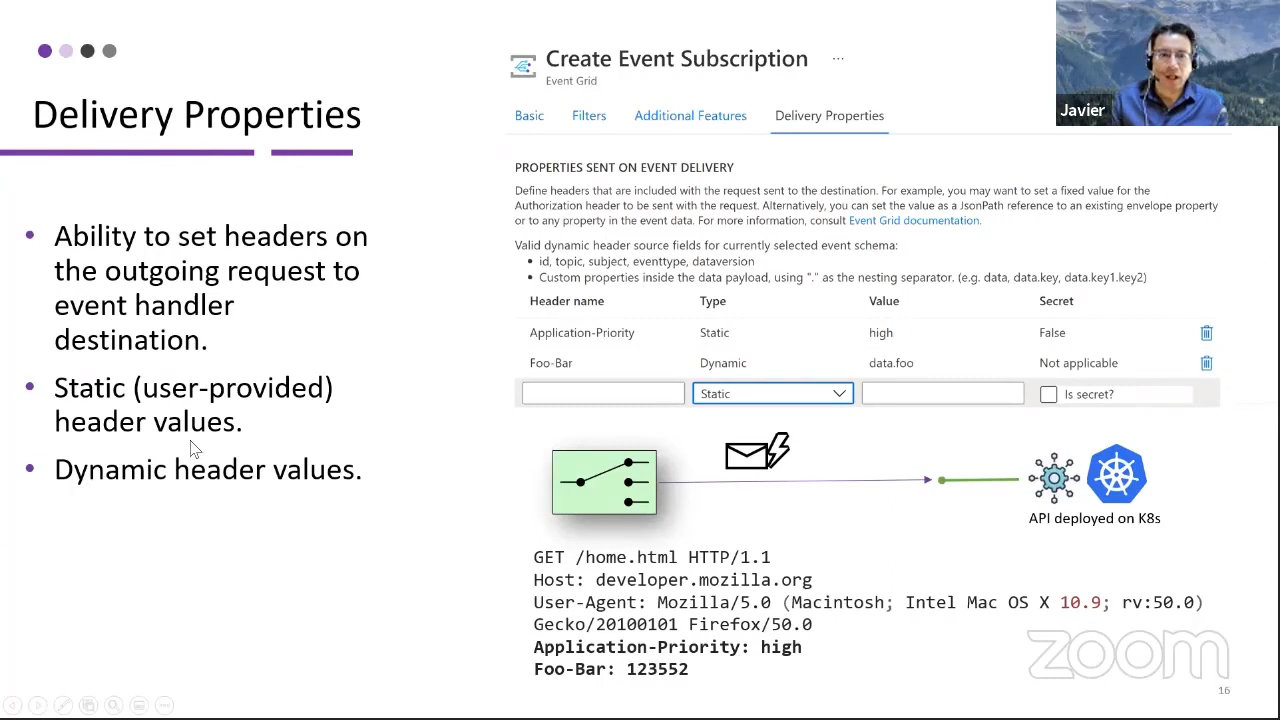 Delivery Properties
Ability to set headers on
the outgoing request to
event handler
destination.
Static (user-provided)
header values.
Dynamic header values.
Create Event Subscription
Event Grid
Basic Filters Additional Features Delivery Properties
PROPERTIES SENT ON EVENT DELIVERY
Define headers that are included with the request sent to the destination. For example, you may want to set a fixed value for the
Authorization header to be sent with the request. Alternatively, you can set the value as a JsonPath reference to an existing envelope property
or to any property in the event data. For more information, consult Event Grid documentation.
Valid dynamic header source fields for currently selected event schema:
• id, topic, subject, eventtype, dataversion
• Custom properties inside the data payload, using "." as the nesting separator. (e.g. data, data.key, data.key1.key2)
Header name Type Value Secret
Application-Priority Static high False
Foo-Bar Dynamic data.foo Not applicable
Static Is secret?
API deployed on K8s
GET /home.html HTTP/1.1
Host: developer.mozilla.org
User-Agent: Mozilla/5.0 (Macintosh; Intel Mac OS X 10.9; rv:50.0)
Gecko/20100101 Firefox/50.0
Application-Priority: high
Foo-Bar: 123552
Javier
zoom
16